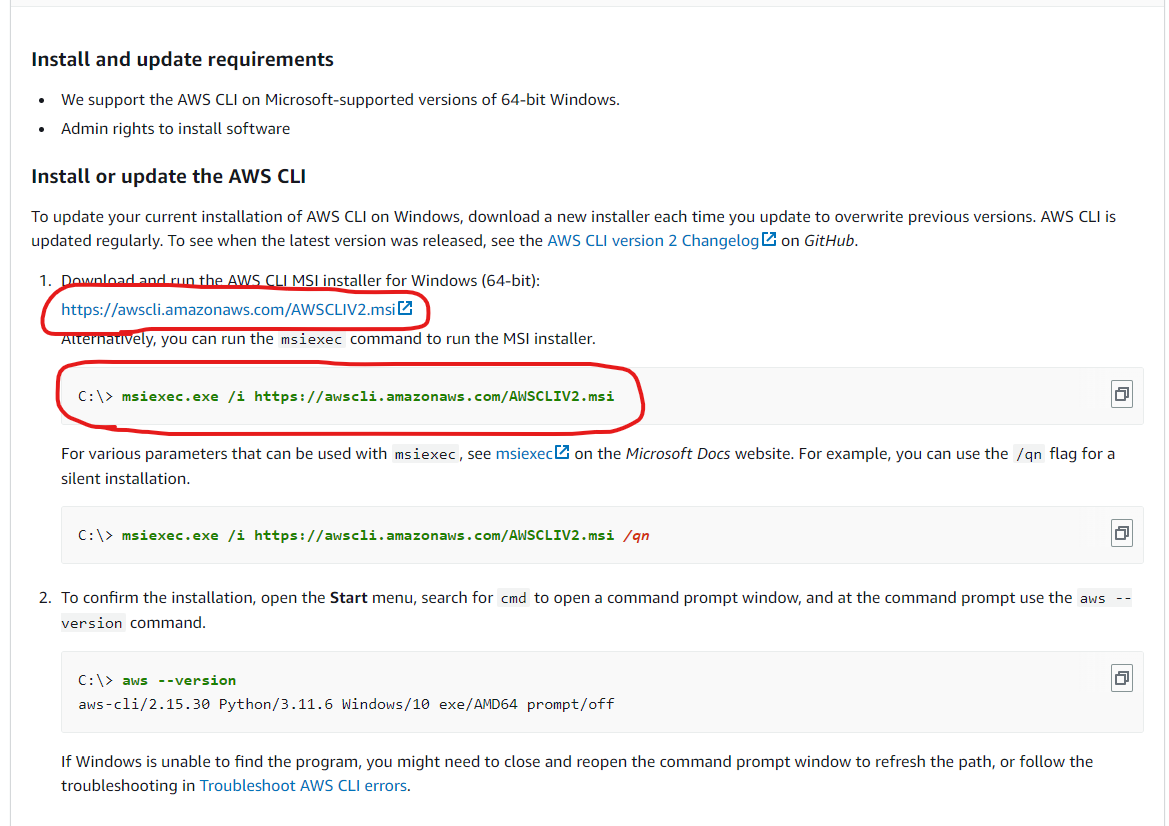 Install and update requirements
• We support the AWS CLI on Microsoft-supported versions of 64-bit Windows.
• Admin rights to install software
Install or update the AWS CLI
To update your current installation of AWS CLI on Windows, download a new installer each time you update to overwrite previous versions. AWS CLI is
updated regularly. To see when the latest version was released, see the AWS CLI version 2 Changelog on GitHub.
1. Download and run the AWS CLI MSI installer for Windows (64-bit):
https://awscli.amazonaws.com/AWSCLIV2.msi
Alternatively, you can run the msiexec command to run the MSI installer.
C:\> msiexec.exe /i https://awscli.amazonaws.com/AWSCLIV2.msi
For various parameters that can be used with msiexec, see msiexec on the Microsoft Docs website. For example, you can use the /qn flag for a
silent installation.
C:\> msiexec.exe /i https://awscli.amazonaws.com/AWSCLIV2.msi /qn
2. To confirm the installation, open the Start menu, search for cmd to open a command prompt window, and at the command prompt use the aws --
version command.
C:\> aws --version
aws-cli/2.15.30 Python/3.11.6 Windows/10 exe/AMD64 prompt/off
If Windows is unable to find the program, you might need to close and reopen the command prompt window to refresh the path, or follow the
troubleshooting in Troubleshoot AWS CLI errors.